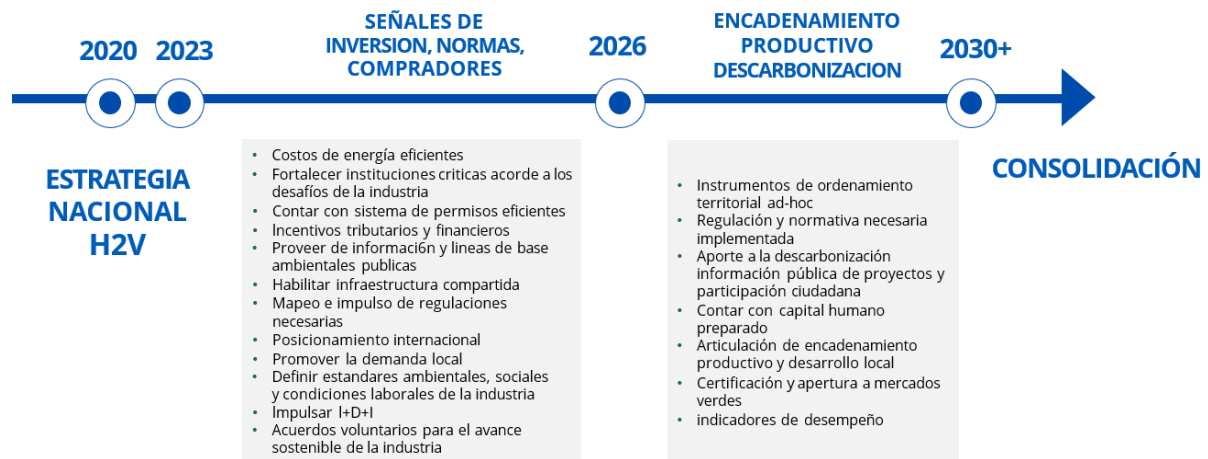 2020
2023
SEÑALES DE
INVERSION, NORMAS,
COMPRADORES
2026
ENCADENAMIENTO
PRODUCTIVO
DESCARBONIZACION
2030+
ESTRATEGIA
NACIONAL
H2V
• Costos de energía eficientes
• Fortalecer instituciones criticas acorde a los
desafíos de la industria
• Contar con sistema de permisos eficientes
• Incentivos tributarios y financieros
• Proveer de informaci6n y lineas de base
ambientales publicas
• Habilitar infraestructura compartida
• Mapeo e impulso de regulaciones
necesarias
• Posicionamiento internacional
• Promover la demanda local
• Definir estandares ambientales, sociales
y condiciones laborales de la industria
• Impulsar I+D+I
• Acuerdos voluntarios para el avance
sostenible de la industria
• Instrumentos de ordenamiento
territorial ad-hoc
• Regulación y normativa necesaria
implementada
• Aporte a la descarbonización
información pública de proyectos y
participación ciudadana
• Contar con capital humano
preparado
• Articulación de encadenamiento
productivo y desarrollo local
• Certificación y apertura a mercados
verdes
• indicadores de desempeño
CONSOLIDACIÓN